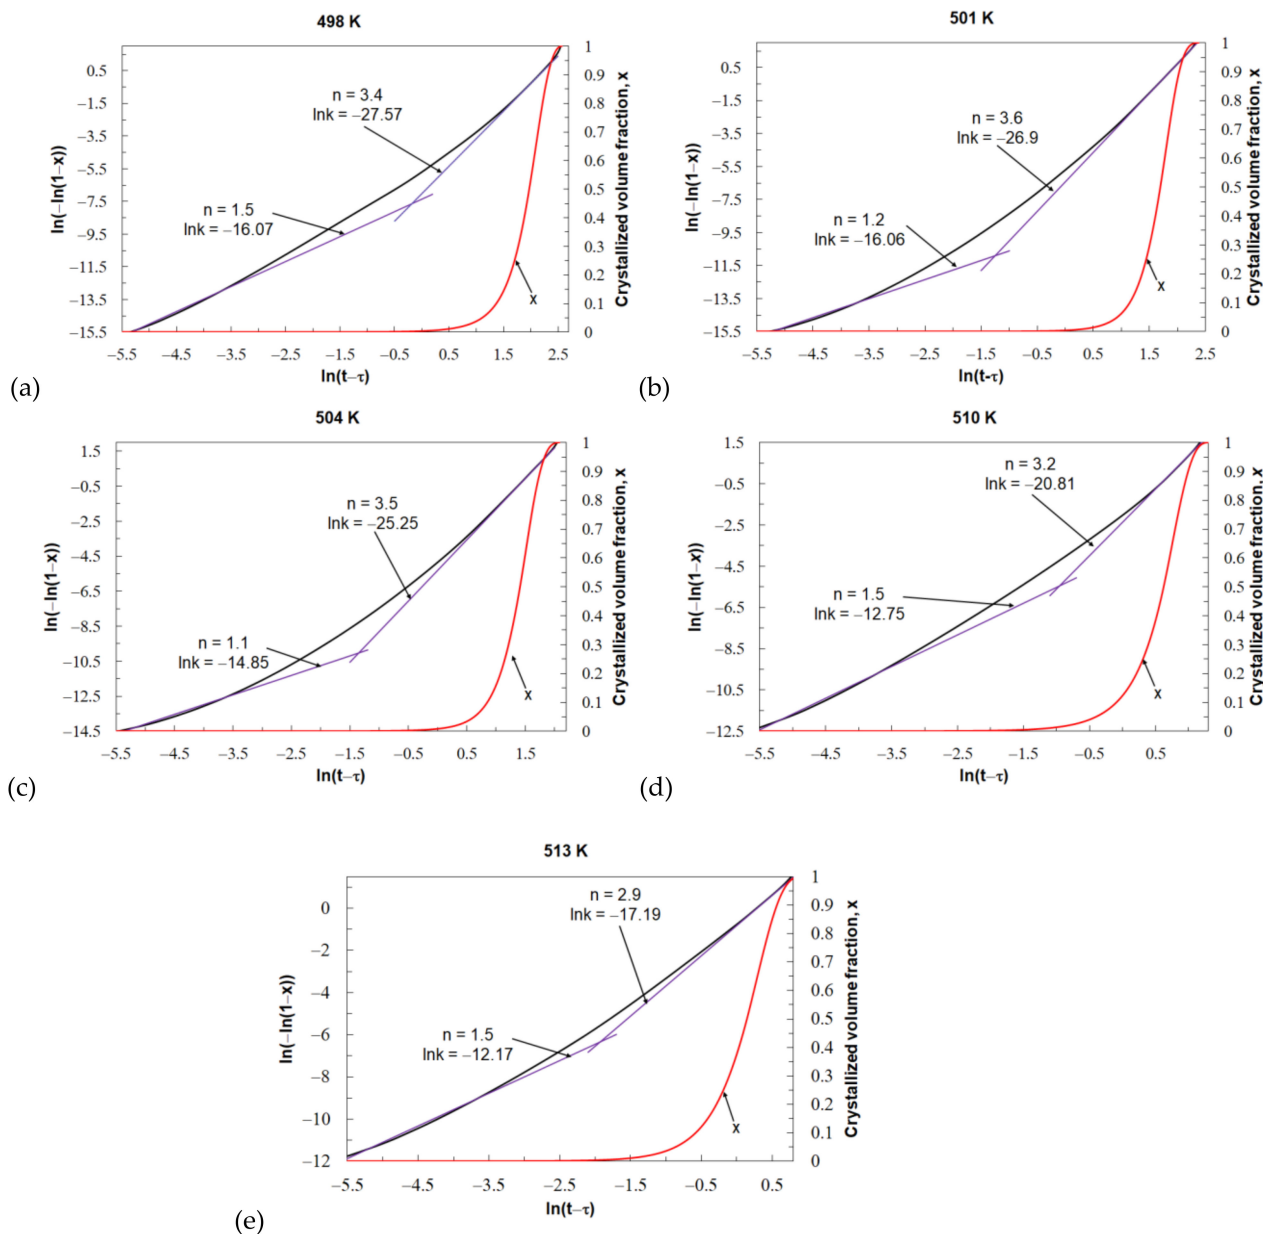 498 K
ln(−ln(1−x))
0.5
−1.5
−3.5
−5.5
−7.5
−9.5
−11.5
−13.5
−15.5
n = 3.4
lnk = −27.57
n = 1.5
lnk = −16.07
x
1
0.9
0.8
0.7
0.6
0.5
0.4
0.3
0.2
0.1
0
Crystallized volume fraction, x
−5.5 −4.5 −3.5 −2.5 −1.5 −0.5 0.5 1.5 2.5
ln(t−τ)
(a)
501 K
ln(−ln(1−x))
0.5
−1.5
−3.5
−5.5
−7.5
−9.5
−11.5
−13.5
−15.5
n = 3.6
lnk = −26.9
n = 1.2
lnk = −16.06
x
1
0.9
0.8
0.7
0.6
0.5
0.4
0.3
0.2
0.1
0
Crystallized volume fraction, x
−5.5 −4.5 −3.5 −2.5 −1.5 −0.5 0.5 1.5 2.5
ln(t-τ)
(b)
504 K
ln(−ln(1−x))
1.5
−0.5
−2.5
−4.5
−6.5
−8.5
−10.5
−12.5
−14.5
n = 3.5
lnk = −25.25
n = 1.1
lnk = −14.85
x
1
0.9
0.8
0.7
0.6
0.5
0.4
0.3
0.2
0.1
0
Crystallized volume fraction, x
−5.5 −4.5 −3.5 −2.5 −1.5 −0.5 0.5 1.5
ln(t−τ)
(c)
510 K
ln(−ln(1−x))
1.5
−0.5
−2.5
−4.5
−6.5
−8.5
−10.5
−12.5
n = 3.2
lnk = −20.81
n = 1.5
lnk = −12.75
x
1
0.9
0.8
0.7
0.6
0.5
0.4
0.3
0.2
0.1
0
Crystallized volume fraction, x
−5.5 −4.5 −3.5 −2.5 −1.5 −0.5 0.5
ln(t−τ)
(d)
513 K
ln(−ln(1−x))
0
−2
−4
−6
−8
−10
−12
n = 2.9
lnk = −17.19
n = 1.5
lnk = −12.17
x
1
0.9
0.8
0.7
0.6
0.5
0.4
0.3
0.2
0.1
0
Crystallized volume fraction, x
−5.5 −4.5 −3.5 −2.5 −1.5 −0.5 0.5
ln(t−τ)
(e)